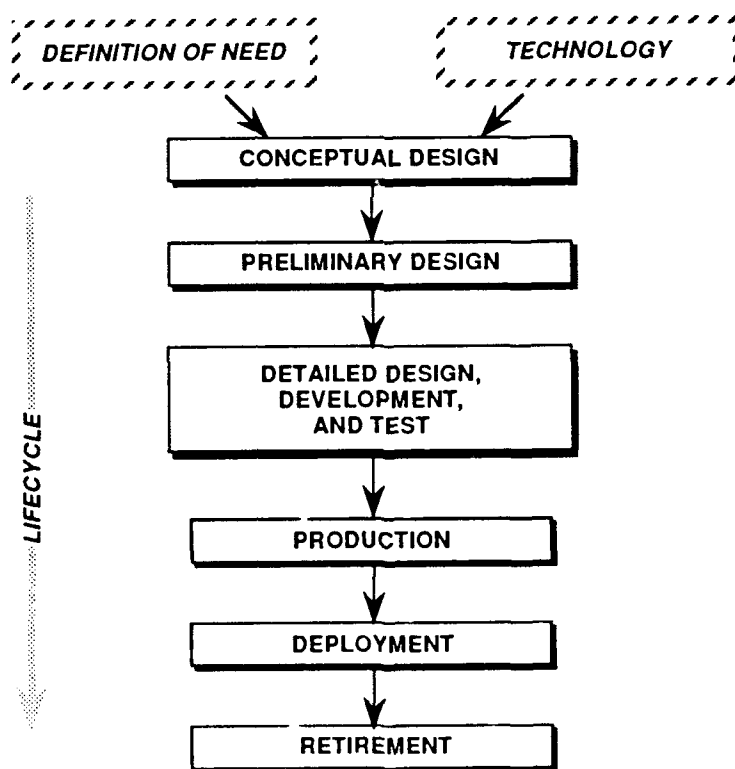 DEFINITION OF NEED
TECHNOLOGY
CONCEPTUAL DESIGN
PRELIMINARY DESIGN
DETAILED DESIGN,
DEVELOPMENT,
AND TEST
LIFECYCLE
PRODUCTION
DEPLOYMENT
RETIREMENT